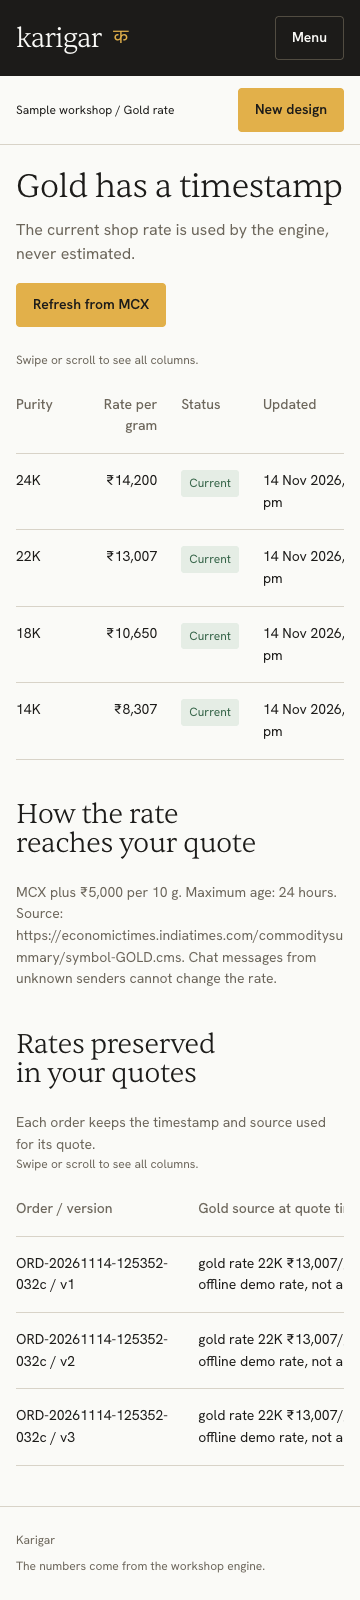 karigar क
Menu
Sample workshop / Gold rate
New design
Gold has a timestamp
The current shop rate is used by the engine,
never estimated.
Refresh from MCX
Swipe or scroll to see all columns.
Purity Rate per gram Status Updated
24K ₹14,200 Current 14 Nov 2026, pm
22K ₹13,007 Current 14 Nov 2026, pm
18K ₹10,650 Current 14 Nov 2026, pm
14K ₹8,307 Current 14 Nov 2026, pm
How the rate
reaches your quote
MCX plus ₹5,000 per 10 g. Maximum age: 24 hours.
Source:
https://economictimes.indiatimes.com/commoditysu
mmary/symbol-GOLD.cms. Chat messages from
unknown senders cannot change the rate.
Rates preserved
in your quotes
Each order keeps the timestamp and source used
for its quote.
Swipe or scroll to see all columns.
Order / version Gold source at quote
ORD-20261114-125352- gold rate 22K ₹13,007/
032c / v1 offline demo rate, not a
ORD-20261114-125352- gold rate 22K ₹13,007/
032c / v2 offline demo rate, not a
ORD-20261114-125352- gold rate 22K ₹13,007/
032c / v3 offline demo rate, not a
Karigar
The numbers come from the workshop engine.